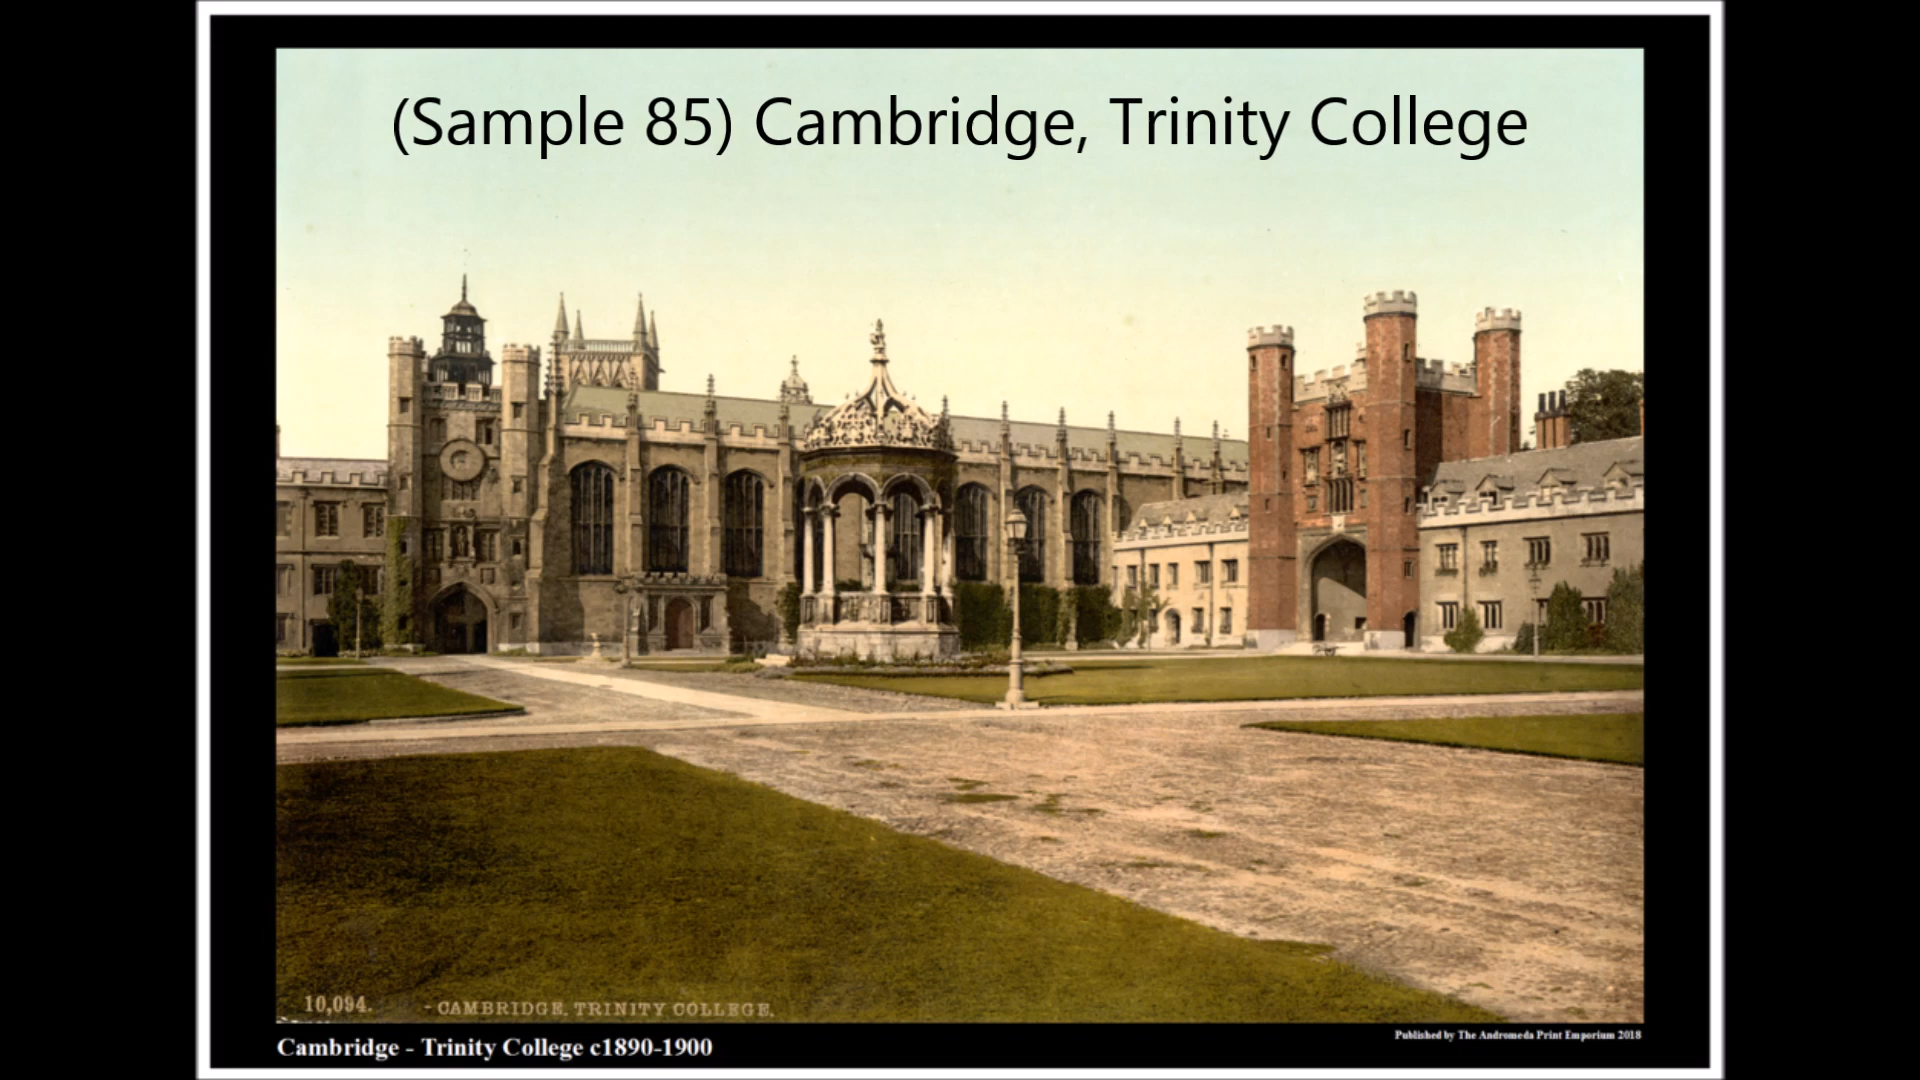 (Sample 85) Cambridge, Trinity College
10,094. - CAMBRIDGE. TRINITY COLLEGE.
Cambridge - Trinity College c1890-1900
Published by The Andromeda Print Emporium 2018